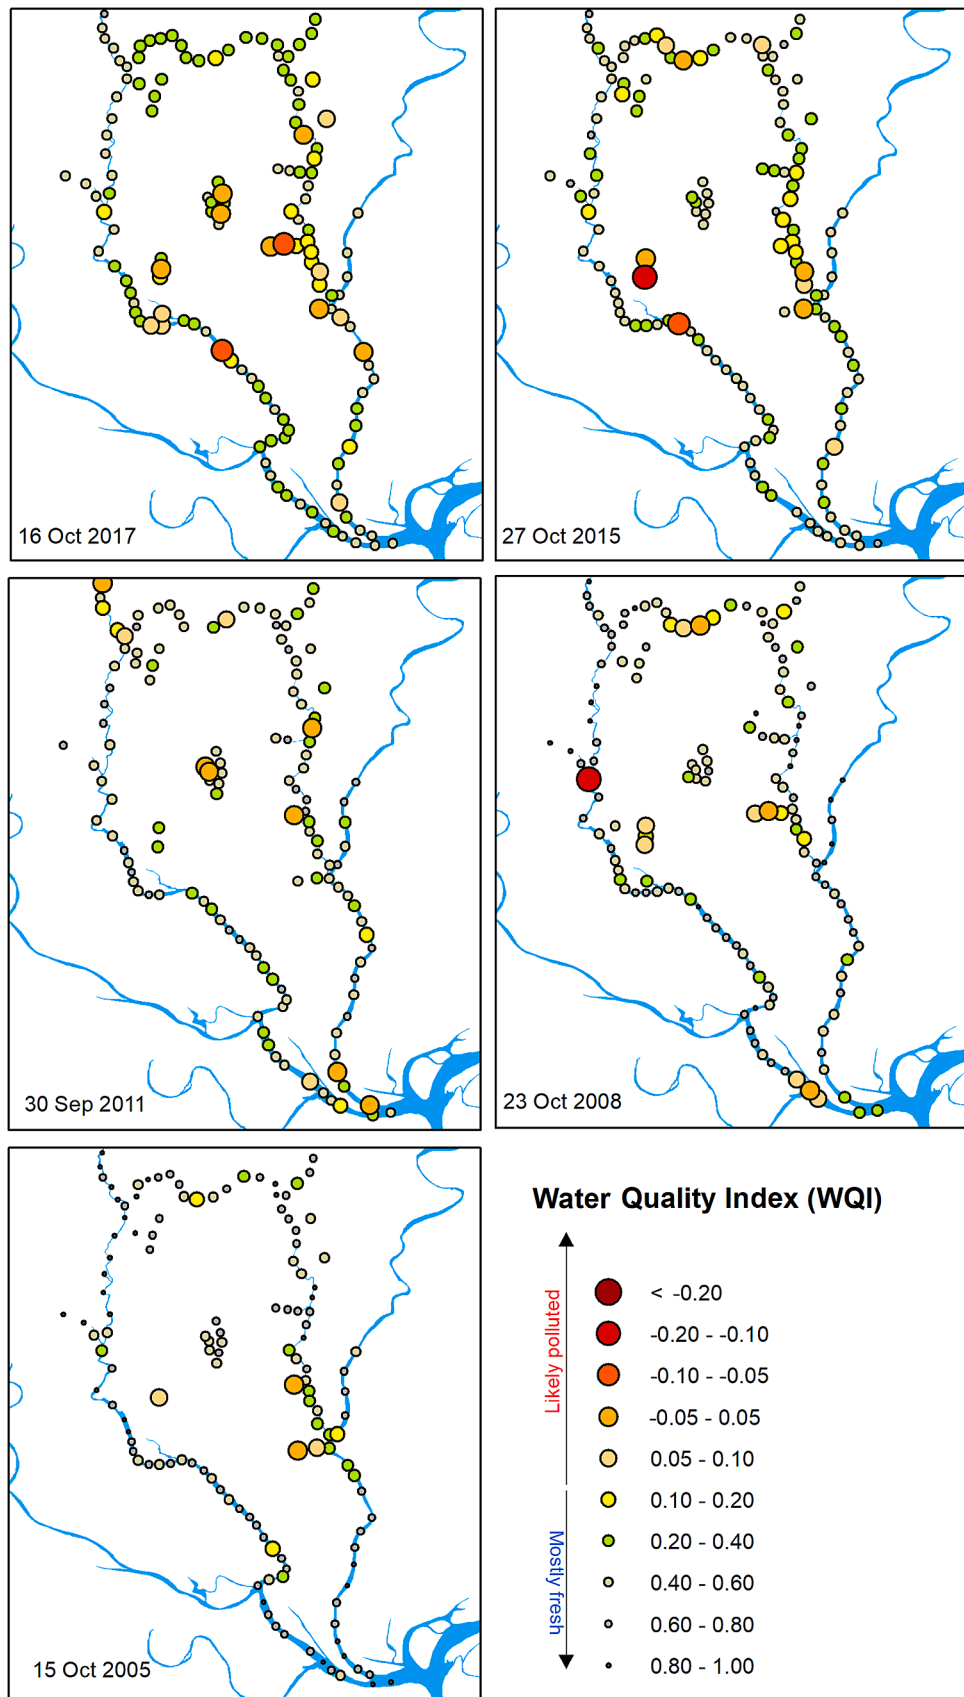 16 Oct 2017
27 Oct 2015
30 Sep 2011
23 Oct 2008
15 Oct 2005
Water Quality Index (WQI)
Likely polluted
Mostly fresh
< -0.20
-0.20 - -0.10
-0.10 - -0.05
-0.05 - 0.05
0.05 - 0.10
0.10 - 0.20
0.20 - 0.40
0.40 - 0.60
0.60 - 0.80
0.80 - 1.00